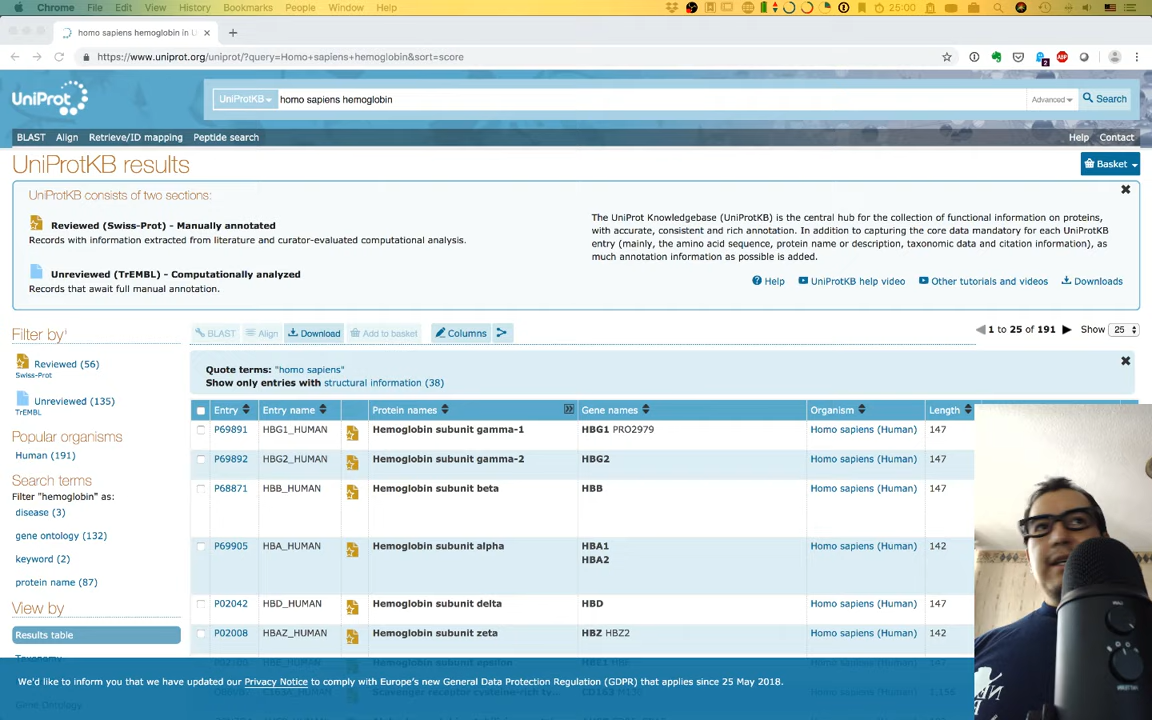 Chrome File Edit View History Bookmarks People Window Help 25:00
homo sapiens hemoglobin in U
https://www.uniprot.org/uniprot/?query=Homo+sapiens+hemoglobin&sort=score
UniProt UniProtKB homo sapiens hemoglobin Advanced Search
BLAST Align Retrieve/ID mapping Peptide search Help Contact
UniProtKB results Basket
UniProtKB consists of two sections:
Reviewed (Swiss-Prot) - Manually annotated
Records with information extracted from literature and curator-evaluated computational analysis.
Unreviewed (TrEMBL) - Computationally analyzed
Records that await full manual annotation.
The UniProt Knowledgebase (UniProtKB) is the central hub for the collection of functional information on proteins,
with accurate, consistent and rich annotation. In addition to capturing the core data mandatory for each UniProtKB
entry (mainly, the amino acid sequence, protein name or description, taxonomic data and citation information), as
much annotation information as possible is added.
Help UniProtKB help video Other tutorials and videos Downloads
Filter by
Reviewed (56)
Swiss-Prot
Unreviewed (135)
TrEMBL
Popular organisms
Human (191)
Search terms
Filter "hemoglobin" as:
disease (3)
gene ontology (132)
keyword (2)
protein name (87)
View by
Results table
Taxonomy
Gene Ontology
BLAST Align Download Add to basket Columns 1 to 25 of 191 Show 25
Quote terms: "homo sapiens"
Show only entries with structural information (38)
Entry Entry name Protein names Gene names Organism Length
P69891 HBG1_HUMAN Hemoglobin subunit gamma-1 HBG1 PRO2979 Homo sapiens (Human) 147
P69892 HBG2_HUMAN Hemoglobin subunit gamma-2 HBG2 Homo sapiens (Human) 147
P68871 HBB_HUMAN Hemoglobin subunit beta HBB Homo sapiens (Human) 147
P69905 HBA_HUMAN Hemoglobin subunit alpha HBA1 Homo sapiens (Human) 142
HBA2
P02042 HBD_HUMAN Hemoglobin subunit delta HBD Homo sapiens (Human) 147
P02008 HBAZ_HUMAN Hemoglobin subunit zeta HBZ HBZ2 Homo sapiens (Human) 142
We'd like to inform you that we have updated our Privacy Notice to comply with Europe's new General Data Protection Regulation (GDPR) that applies since 25 May 2018.